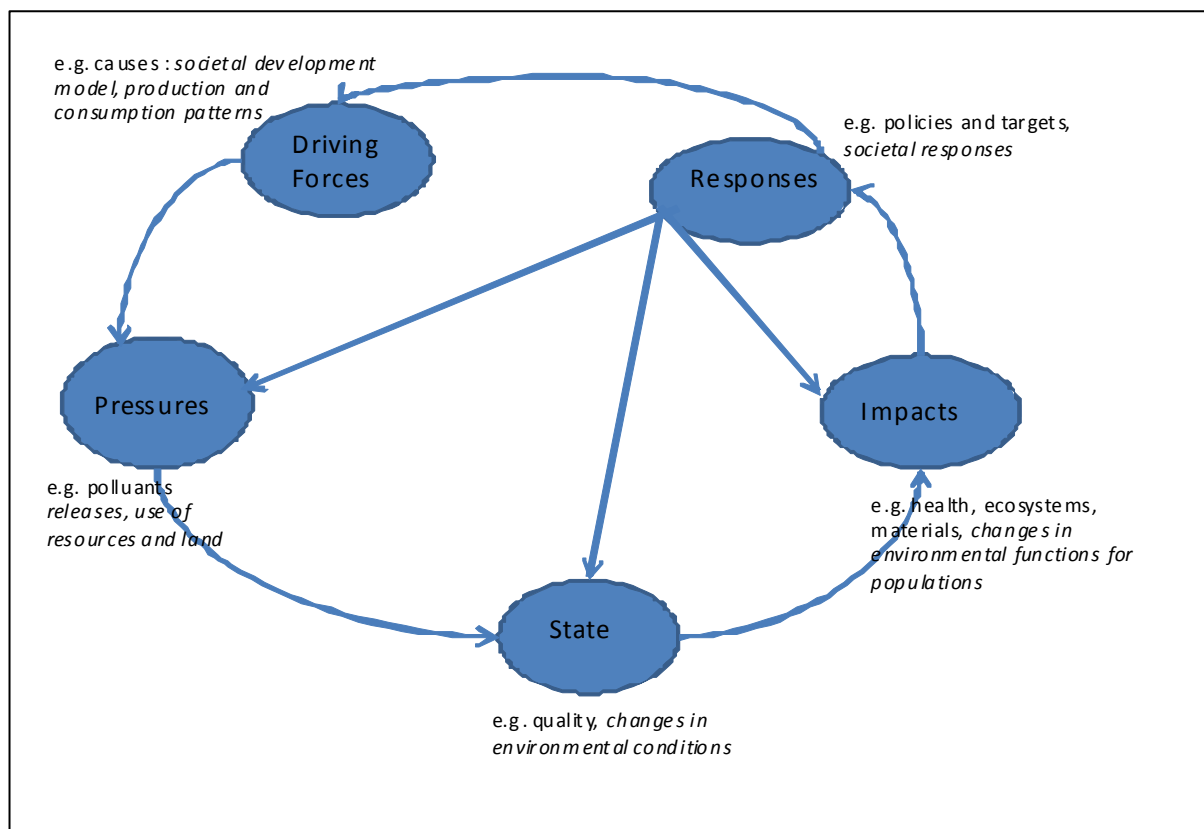 e.g. causes : societal development
model, production and
consumption patterns
Driving
Forces
e.g. policies and targets,
societal responses
Responses
Pressures
Impacts
e.g. polluants
releases, use of
resources and land
e.g. health, ecosystems,
materials, changes in
environmental functions for
populations
State
e.g. quality, changes in
environmental conditions